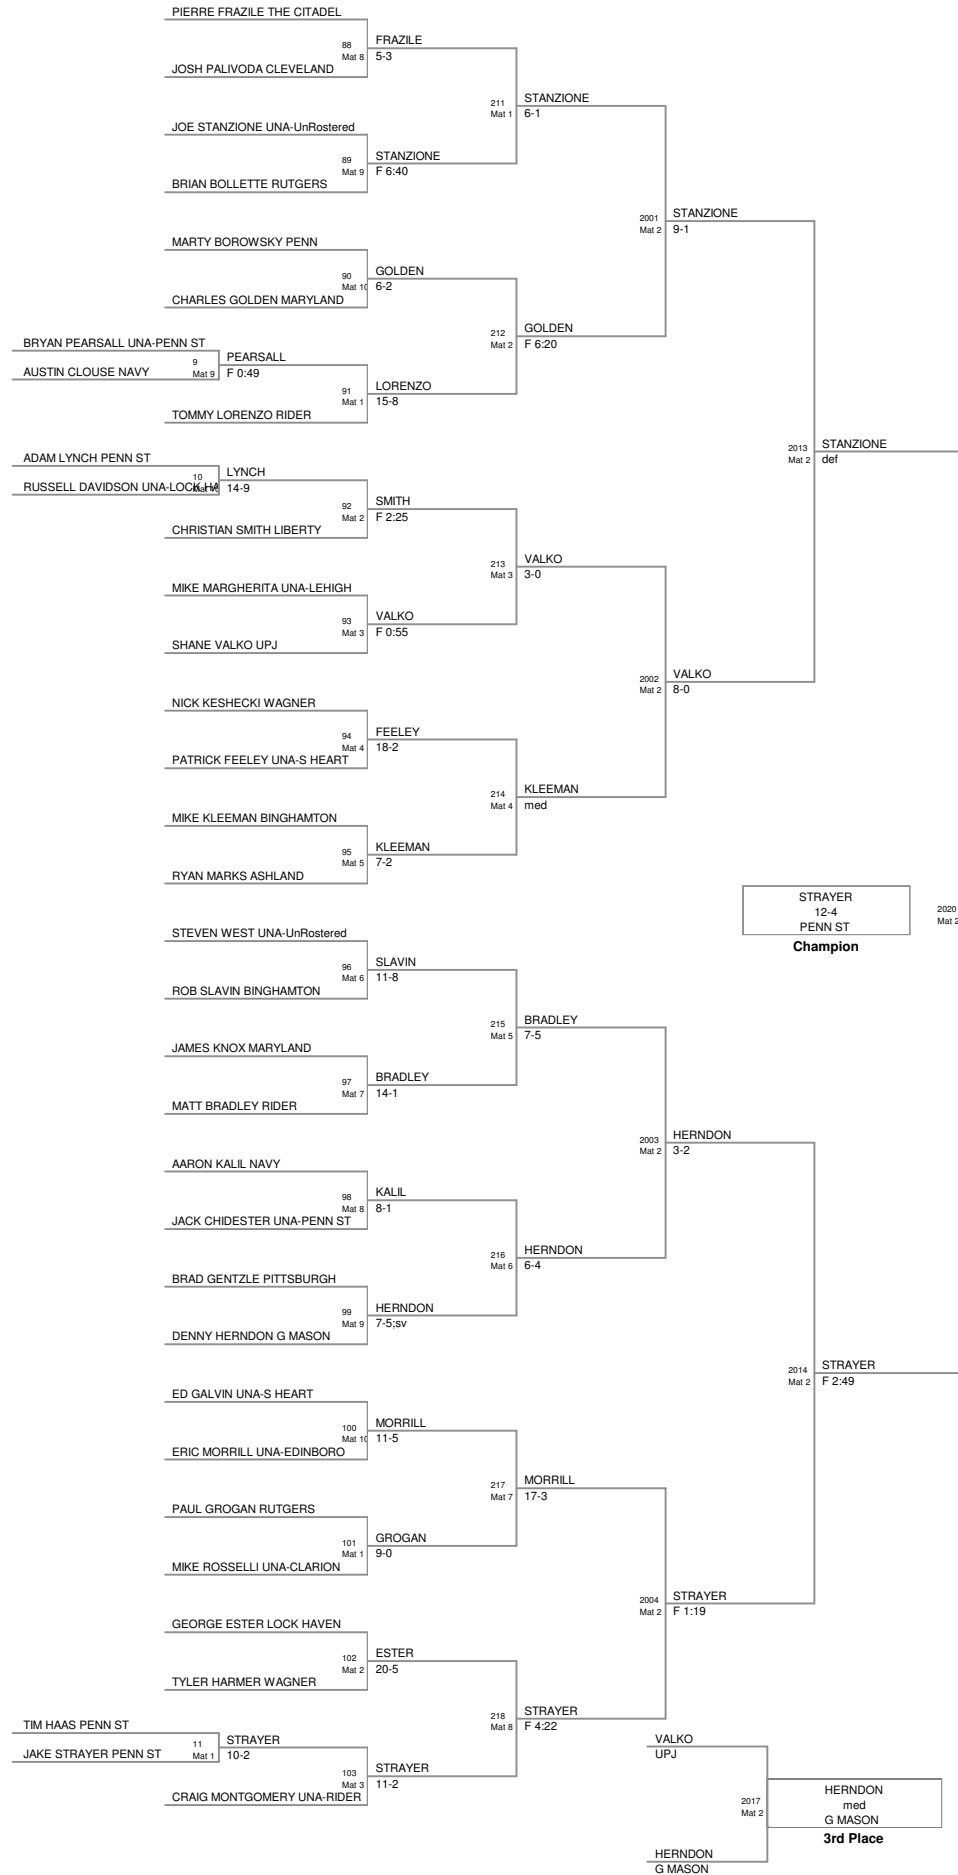 PIERRE FRAZILE THE CITADEL
88
Mat 8
FRAZILE
5-3
JOSH PALIVODA CLEVELAND
211
Mat 1
STANZIONE
6-1
JOE STANZIONE UNA-UnRostered
89
Mat 9
STANZIONE
F 6:40
BRIAN BOLLETTE RUTGERS
2001
Mat 2
STANZIONE
9-1
MARTY BOROWSKY PENN
90
Mat 10
GOLDEN
6-2
CHARLES GOLDEN MARYLAND
212
Mat 2
GOLDEN
F 6:20
BRYAN PEARSALL UNA-PENN ST
9
Mat 9
PEARSALL
F 0:49
AUSTIN CLOUSE NAVY
91
Mat 1
LORENZO
15-8
TOMMY LORENZO RIDER
2013
Mat 2
STANZIONE
def
ADAM LYNCH PENN ST
10
LYNCH
14-9
RUSSELL DAVIDSON UNA-LOCK HA
92
Mat 2
SMITH
F 2:25
CHRISTIAN SMITH LIBERTY
213
Mat 3
VALKO
3-0
MIKE MARGHERITA UNA-LEHIGH
93
Mat 3
VALKO
F 0:55
SHANE VALKO UPJ
2002
Mat 2
VALKO
8-0
NICK KESHECKI WAGNER
94
Mat 4
FEELEY
18-2
PATRICK FEELEY UNA-S HEART
214
Mat 4
KLEEMAN
med
MIKE KLEEMAN BINGHAMTON
95
Mat 5
KLEEMAN
7-2
RYAN MARKS ASHLAND
STRAYER
12-4
PENN ST
Champion
2020
Mat 2
STEVEN WEST UNA-UnRostered
96
Mat 6
SLAVIN
11-8
ROB SLAVIN BINGHAMTON
215
Mat 5
BRADLEY
7-5
JAMES KNOX MARYLAND
97
Mat 7
BRADLEY
14-1
MATT BRADLEY RIDER
2003
Mat 2
HERNDON
3-2
AARON KALIL NAVY
98
Mat 8
KALIL
8-1
JACK CHIDESTER UNA-PENN ST
216
Mat 6
HERNDON
6-4
BRAD GENTZLE PITTSBURGH
99
Mat 9
HERNDON
7-5;sv
DENNY HERNDON G MASON
2014
Mat 2
STRAYER
F 2:49
ED GALVIN UNA-S HEART
100
Mat 10
MORRILL
11-5
ERIC MORRILL UNA-EDINBORO
217
Mat 7
MORRILL
17-3
PAUL GROGAN RUTGERS
101
Mat 1
GROGAN
9-0
MIKE ROSSELLI UNA-CLARION
2004
Mat 2
STRAYER
F 1:19
GEORGE ESTER LOCK HAVEN
102
Mat 2
ESTER
20-5
TYLER HARMER WAGNER
218
Mat 8
STRAYER
F 4:22
TIM HAAS PENN ST
11
Mat 1
STRAYER
10-2
JAKE STRAYER PENN ST
103
Mat 3
STRAYER
11-2
CRAIG MONTGOMERY UNA-RIDER
VALKO
UPJ
2017
Mat 2
HERNDON
med
G MASON
3rd Place
HERNDON
G MASON